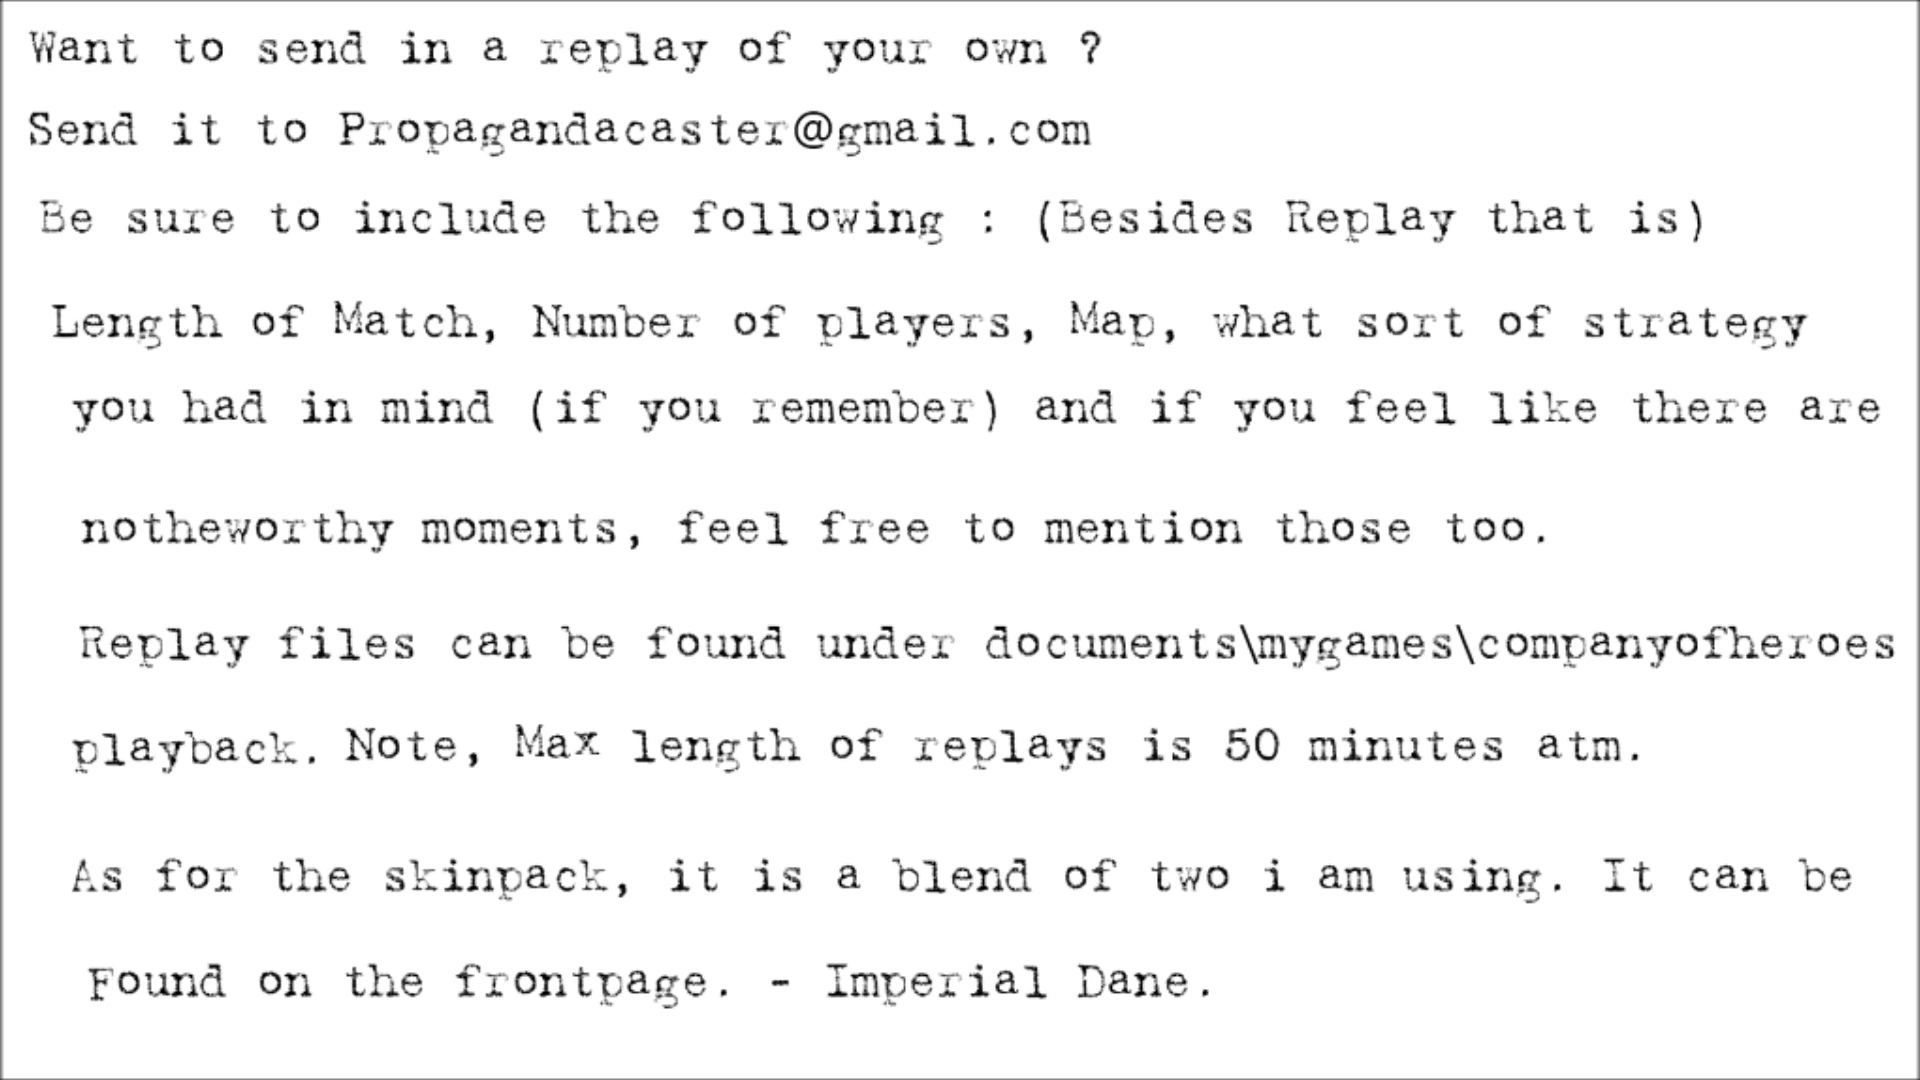 Want to send in a replay of your own ?
Send it to Propagandacaster@gmail.com
Be sure to include the following : (Besides Replay that is)
Length of Match, Number of players, Map, what sort of strategy
you had in mind (if you remember) and if you feel like there are
notheworthy moments, feel free to mention those too.
Replay files can be found under documents\mygames\companyofheroes
playback. Note, Max length of replays is 50 minutes atm.
As for the skinpack, it is a blend of two i am using. It can be
Found on the frontpage. - Imperial Dane.